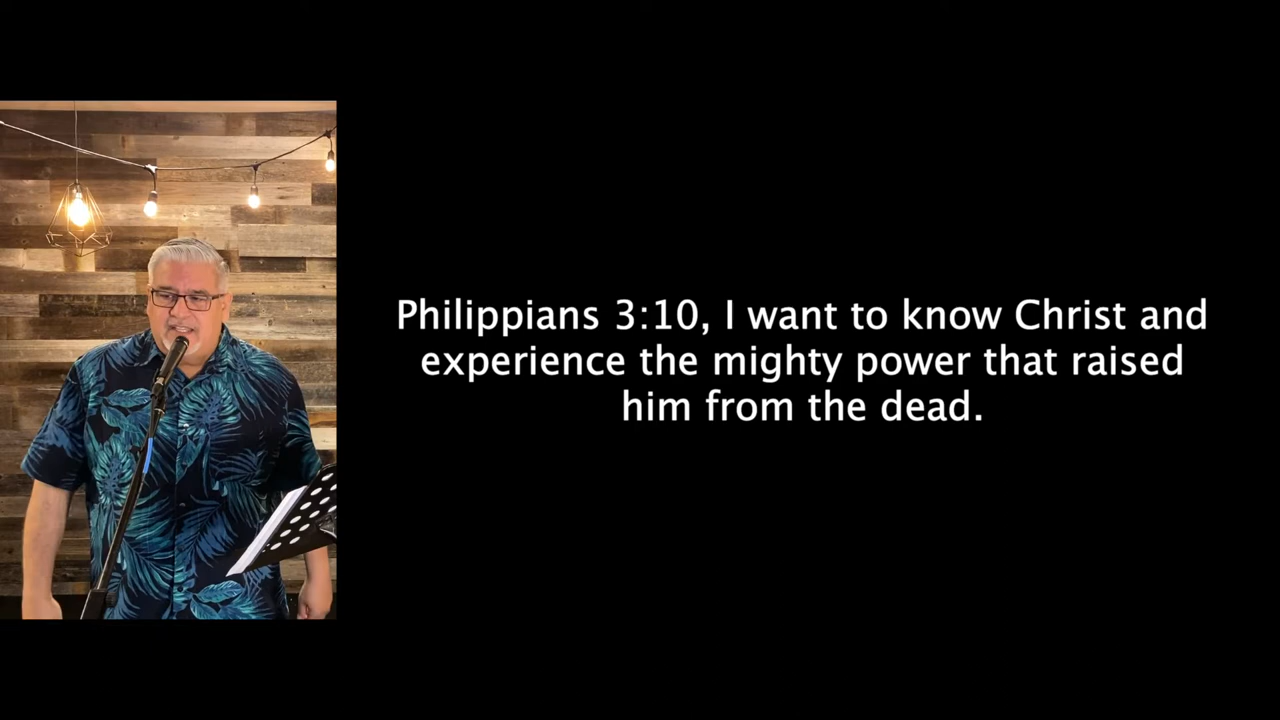 Philippians 3:10, I want to know Christ and
experience the mighty power that raised
him from the dead.